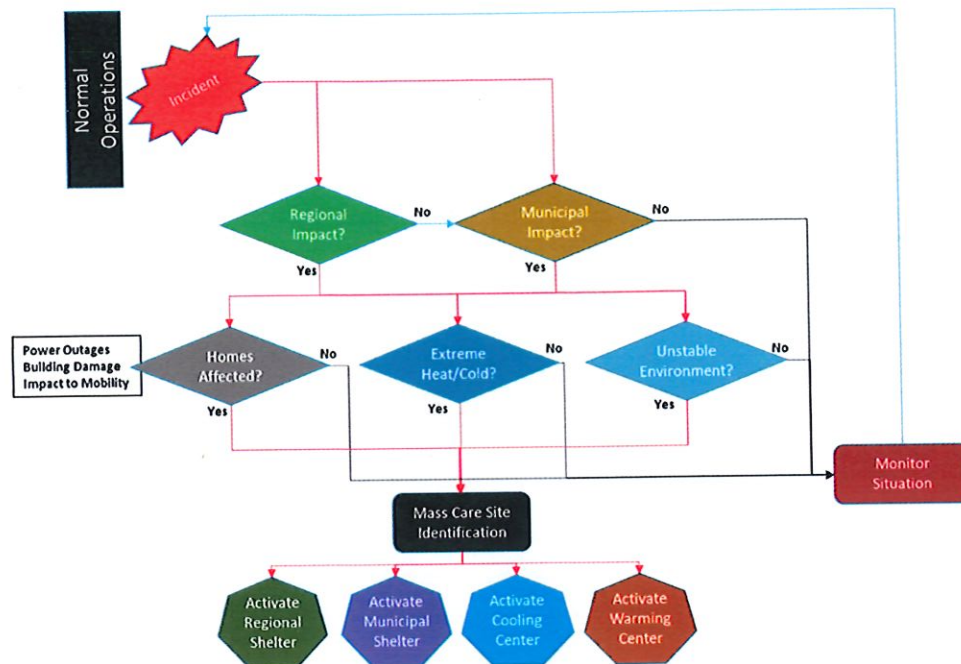 Normal
Operations
Incident
Regional
Impact?
No
Municipal
Impact?
No
Yes
Yes
Power Outages
Building Damage
Impact to Mobility
Homes
Affected?
No
Extreme
Heat/Cold?
No
Unstable
Environment?
No
Yes
Yes
Yes
Monitor
Situation
Mass Care Site
Identification
Activate
Regional
Shelter
Activate
Municipal
Shelter
Activate
Cooling
Center
Activate
Warming
Center